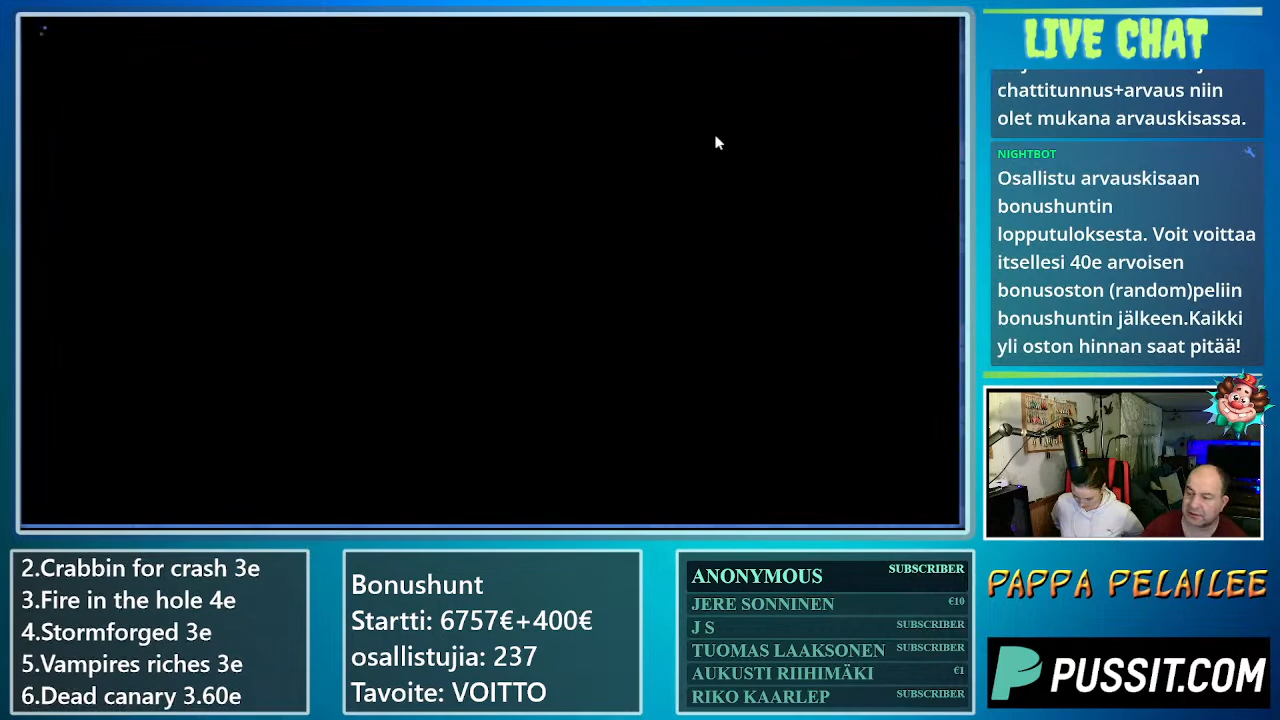 LIVE CHAT
chattitunnus+arvaus niin
olet mukana arvauskisassa.
NIGHTBOT
Osallistu arvauskisaan
bonushuntin
lopputuloksesta. Voit voittaa
itsellesi 40e arvoisen
bonusoston (random)peliin
bonushuntin jälkeen.Kaikki
yli oston hinnan saat pitää!
2.Crabbin for crash 3e
3.Fire in the hole 4e
4.Stormforged 3e
5.Vampires riches 3e
6.Dead canary 3.60e
Bonushunt
Startti: 6757€+400€
osallistujia: 237
Tavoite: VOITTO
ANONYMOUS SUBSCRIBER
JERE SONNINEN €10
J S SUBSCRIBER
TUOMAS LAAKSONEN SUBSCRIBER
AUKUSTI RIIHIMÄKI €1
RIKO KAARLEP SUBSCRIBER
PAPPA PELAILEE
PUSSIT.COM